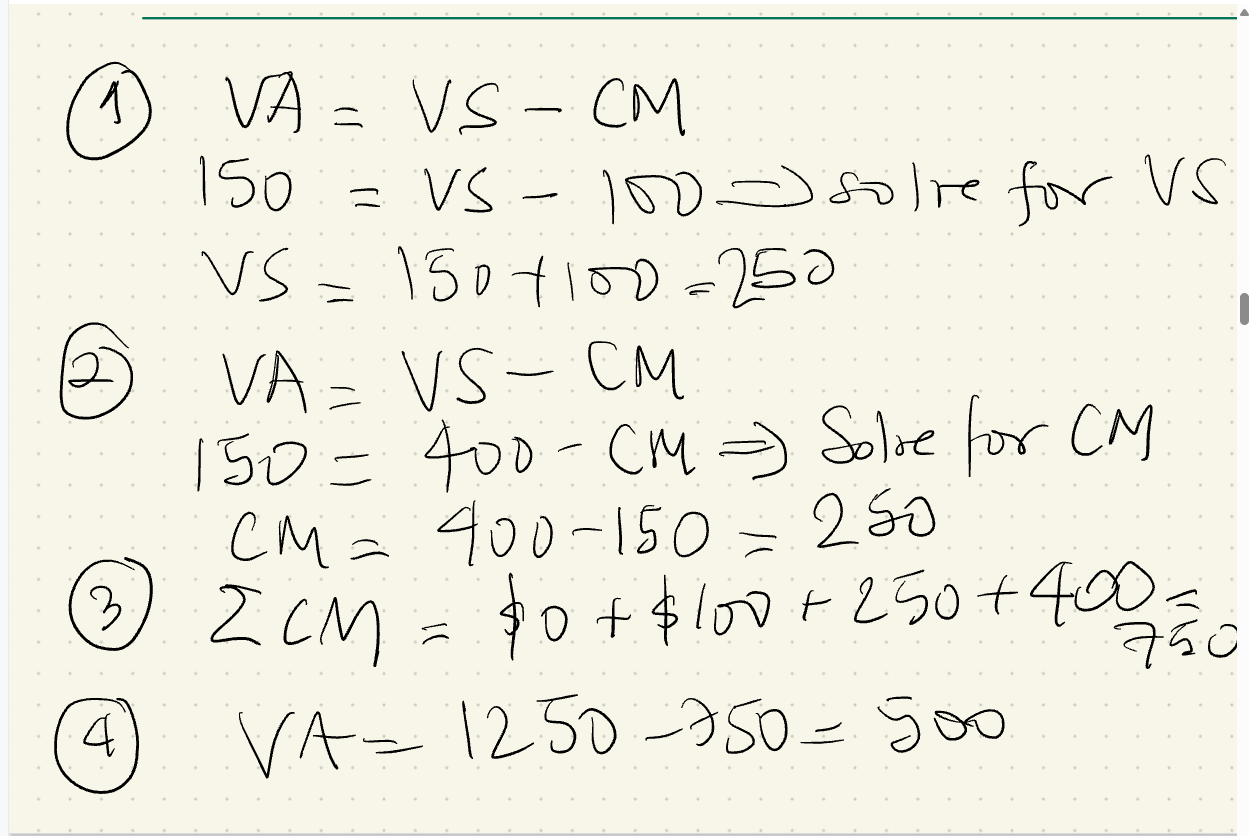 ① VA = VS - CM
150 = VS - 100 ⇒ solve for VS
VS = 150 + 100 = 250
② VA = VS - CM
150 = 400 - CM ⇒ Solve for CM
CM = 400 - 150 = 250
③ ΣCM = $0 + $100 + 250 + 400 =
750
④ VA = 1250 - 750 = 500